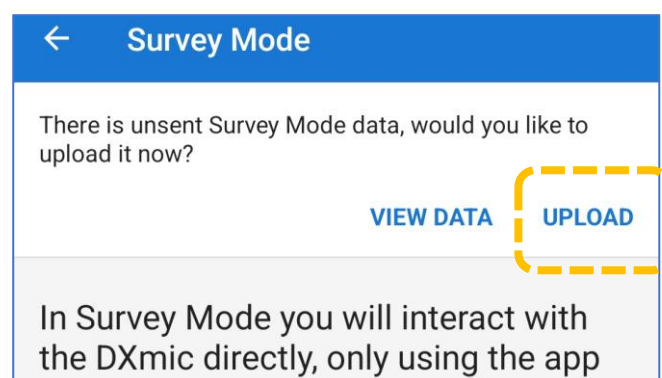 Survey Mode
There is unsent Survey Mode data, would you like to
upload it now?
VIEW DATA UPLOAD
In Survey Mode you will interact with
the DXmic directly, only using the app